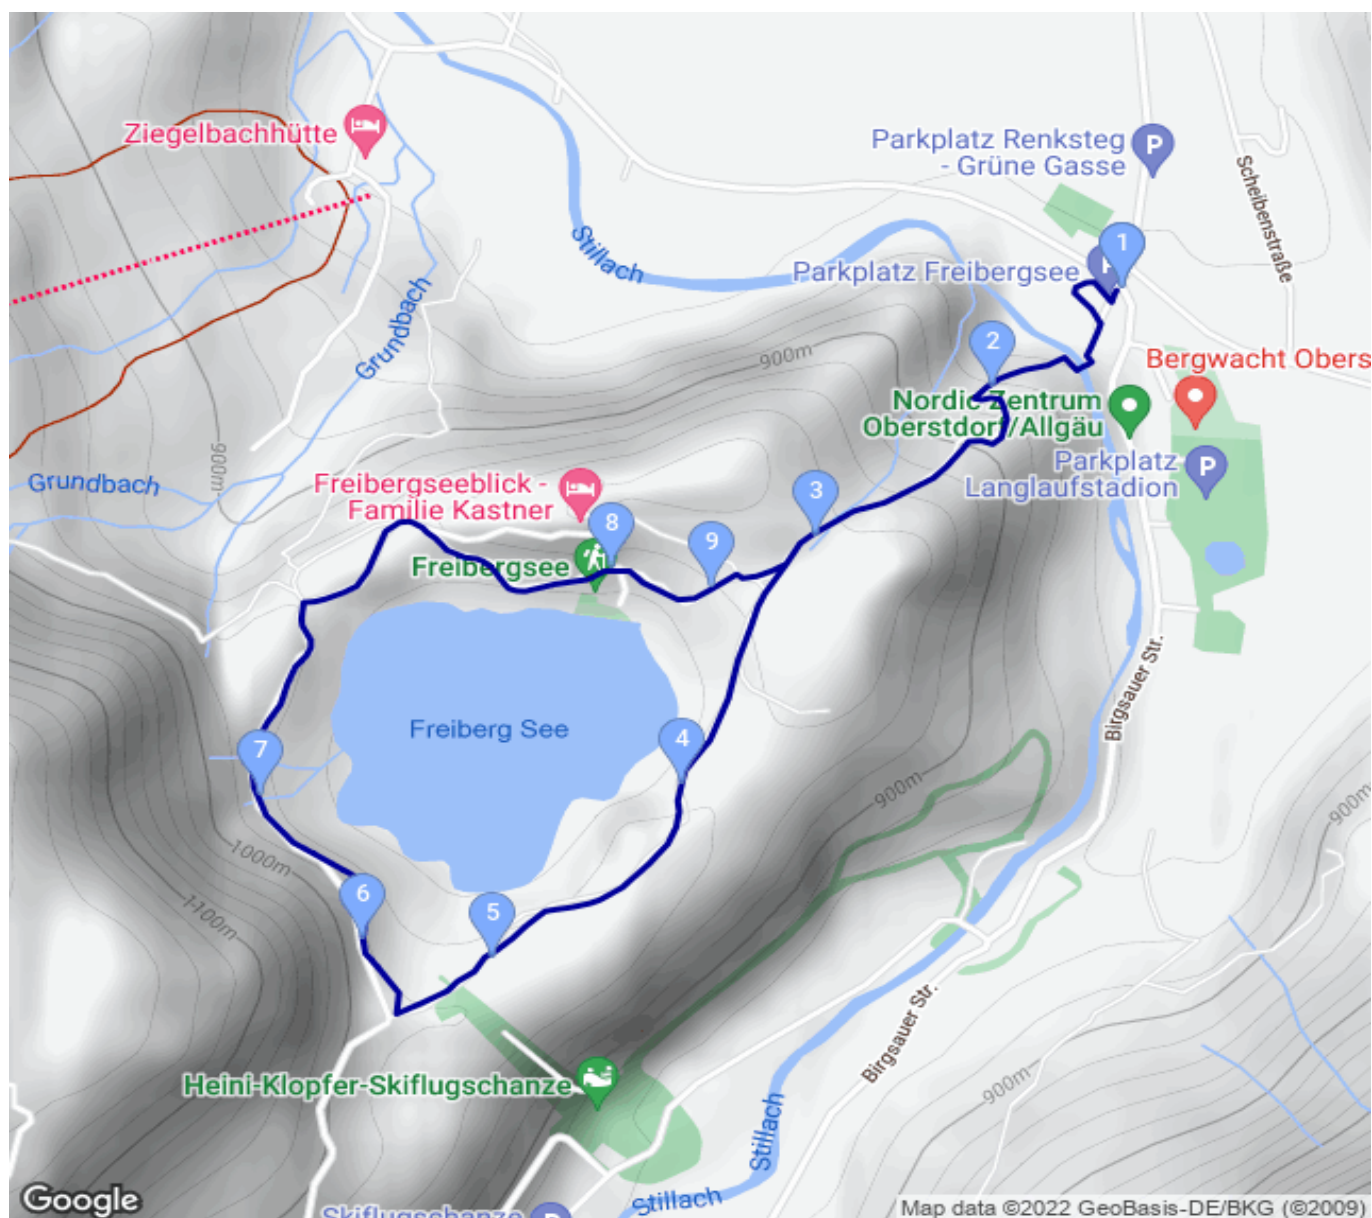 Ziegelbachhütte
Parkplatz Renksteg
- Grüne Gasse
P
Scheibenstraße
1
Stillach
Parkplatz Freibergsee
Grundbach
2
900m
Bergwacht Obers
Nordic Zentrum
Oberstdorf/Allgäu
900m
Grundbach
Parkplatz
Langlaufstadion
P
Freibergseeblick -
Familie Kastner
3
8
9
Freibergsee
Birgsauer Str.
Freiberg See
4
7
900m
900m
1000m
1100m
6
5
Birgsauer Str.
Heini-Klopfer-Skiflugschanze
900m
Stillach
Stillach
Skiflugschanze
Google
Map data ©2022 GeoBasis-DE/BKG (©2009)